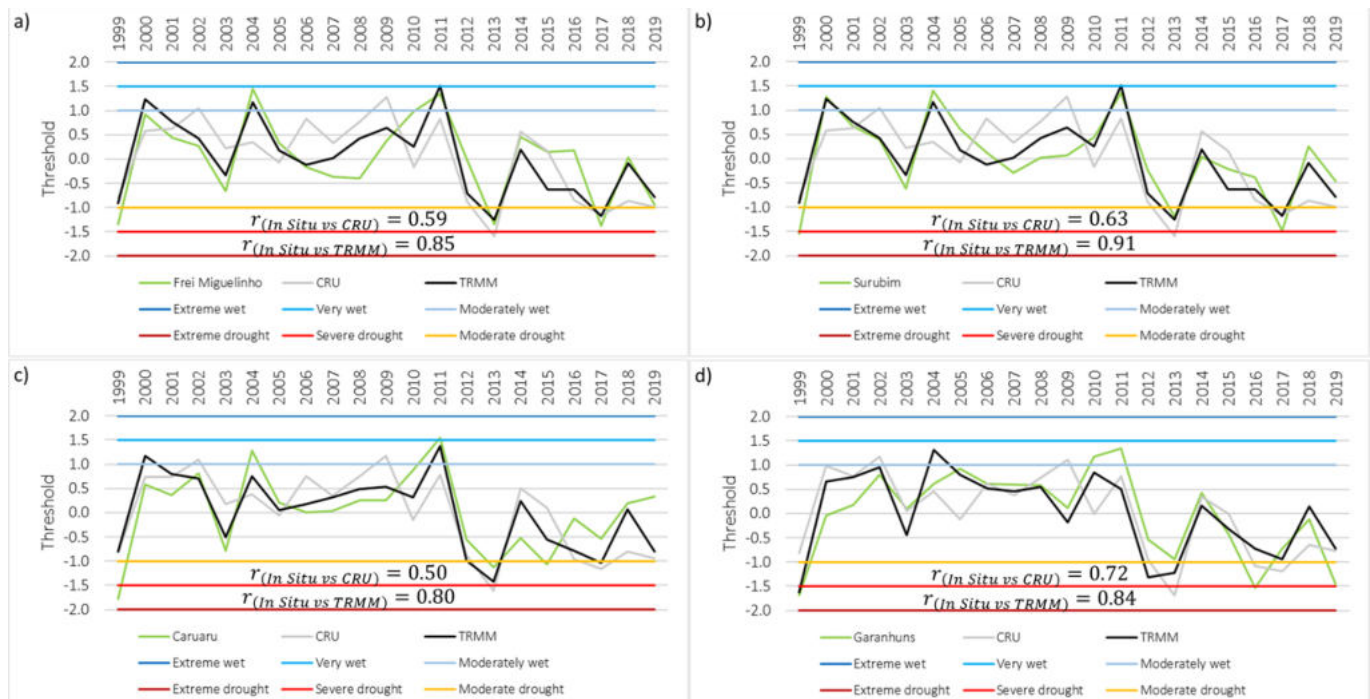 a)
1999 2000 2001 2002 2003 2004 2005 2006 2007 2008 2009 2010 2011 2012 2013 2014 2015 2016 2017 2018 2019
2.0
1.5
1.0
0.5
0.0
-0.5
-1.0
-1.5
-2.0
Threshold
r(In Situ vs CRU) = 0.59
r(In Situ vs TRMM) = 0.85
Frei Miguelinho CRU TRMM
Extreme wet Very wet Moderately wet
Extreme drought Severe drought Moderate drought
b)
1999 2000 2001 2002 2003 2004 2005 2006 2007 2008 2009 2010 2011 2012 2013 2014 2015 2016 2017 2018 2019
2.0
1.5
1.0
0.5
0.0
-0.5
-1.0
-1.5
-2.0
Threshold
r(In Situ vs CRU) = 0.63
r(In Situ vs TRMM) = 0.91
Surubim CRU TRMM
Extreme wet Very wet Moderately wet
Extreme drought Severe drought Moderate drought
c)
1999 2000 2001 2002 2003 2004 2005 2006 2007 2008 2009 2010 2011 2012 2013 2014 2015 2016 2017 2018 2019
2.0
1.5
1.0
0.5
0.0
-0.5
-1.0
-1.5
-2.0
Threshold
r(In Situ vs CRU) = 0.50
r(In Situ vs TRMM) = 0.80
Caruaru CRU TRMM
Extreme wet Very wet Moderately wet
Extreme drought Severe drought Moderate drought
d)
1999 2000 2001 2002 2003 2004 2005 2006 2007 2008 2009 2010 2011 2012 2013 2014 2015 2016 2017 2018 2019
2.0
1.5
1.0
0.5
0.0
-0.5
-1.0
-1.5
-2.0
Threshold
r(In Situ vs CRU) = 0.72
r(In Situ vs TRMM) = 0.84
Garanhuns CRU TRMM
Extreme wet Very wet Moderately wet
Extreme drought Severe drought Moderate drought